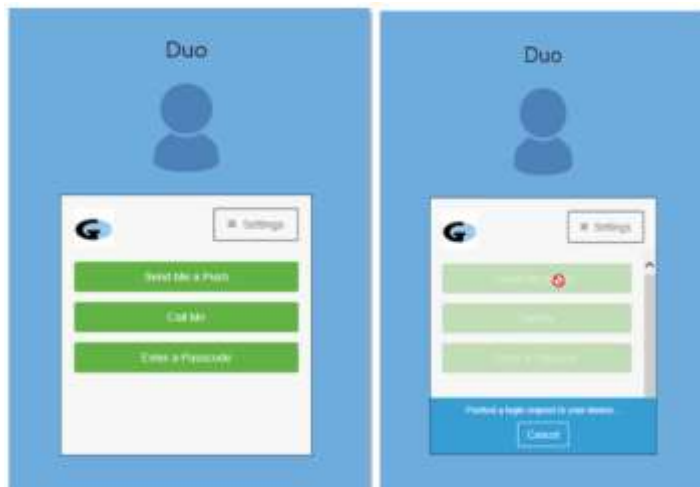 Duo
Settings
Send Me a Push
Call Me
Enter a Passcode
Duo
Settings
Pushed a login request to your device...
Cancel